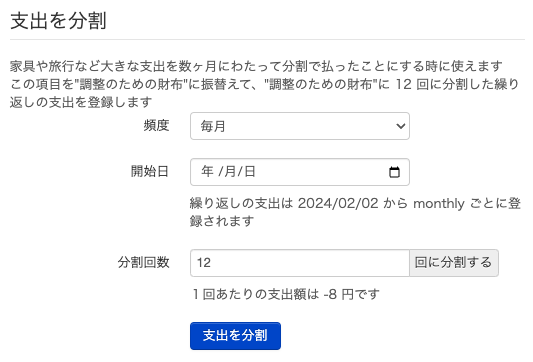 支出を分割
家具や旅行など大きな支出を数ヶ月にわたって分割で払ったことにする時に使えます
この項目を"調整のための財布"に振替えて、"調整のための財布"に 12 回に分割した繰り
返しの支出を登録します
頻度 毎月
開始日 年 /月/日
繰り返しの支出は 2024/02/02 から monthly ごとに登
録されます
分割回数 12 回に分割する
1 回あたりの支出額は -8 円です
支出を分割